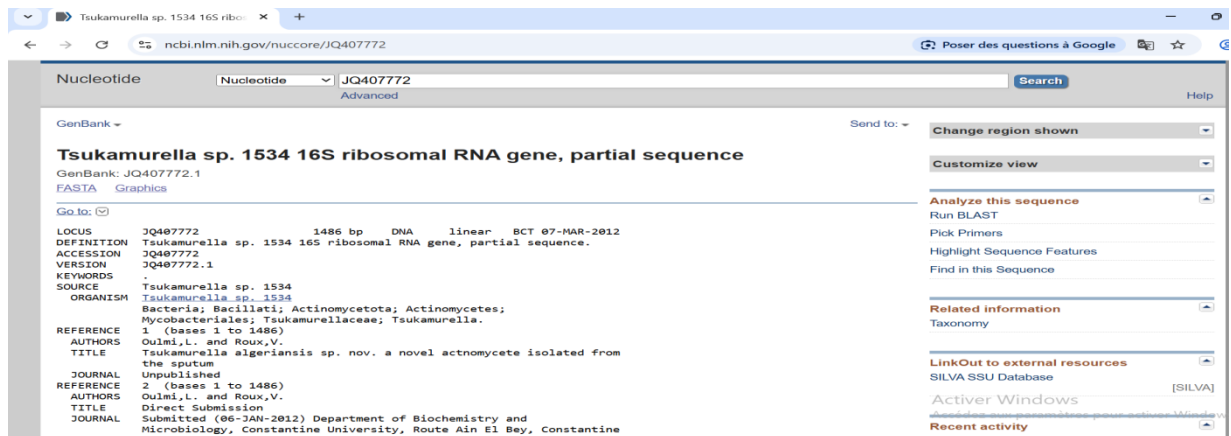 Tsukamurella sp. 1534 16S ribo
ncbi.nlm.nih.gov/nuccore/JQ407772
Poser des questions à Google
Nucleotide
Nucleotide
JQ407772
Search
Advanced
Help
GenBank
Send to:
Tsukamurella sp. 1534 16S ribosomal RNA gene, partial sequence
GenBank: JQ407772.1
FASTA Graphics
Go to:
LOCUS JQ407772 1486 bp DNA linear BCT 07-MAR-2012
DEFINITION Tsukamurella sp. 1534 16S ribosomal RNA gene, partial sequence.
ACCESSION JQ407772
VERSION JQ407772.1
KEYWORDS .
SOURCE Tsukamurella sp. 1534
ORGANISM Tsukamurella sp. 1534
Bacteria; Bacillati; Actinomycetota; Actinomycetes;
Mycobacteriales; Tsukamurellaceae; Tsukamurella.
REFERENCE 1 (bases 1 to 1486)
AUTHORS Oulmi,L. and Roux,V.
TITLE Tsukamurella algeriansis sp. nov. a novel actnomycete isolated from
the sputum
JOURNAL Unpublished
REFERENCE 2 (bases 1 to 1486)
AUTHORS Oulmi,L. and Roux,V.
TITLE Direct Submission
JOURNAL Submitted (06-JAN-2012) Department of Biochemistry and
Microbiology, Constantine University, Route Ain El Bey, Constantine
Change region shown
Customize view
Analyze this sequence
Run BLAST
Pick Primers
Highlight Sequence Features
Find in this Sequence
Related information
Taxonomy
LinkOut to external resources
SILVA SSU Database
[SILVA]
Activer Windows
Accédez aux paramètres pour activer Window
Recent activity